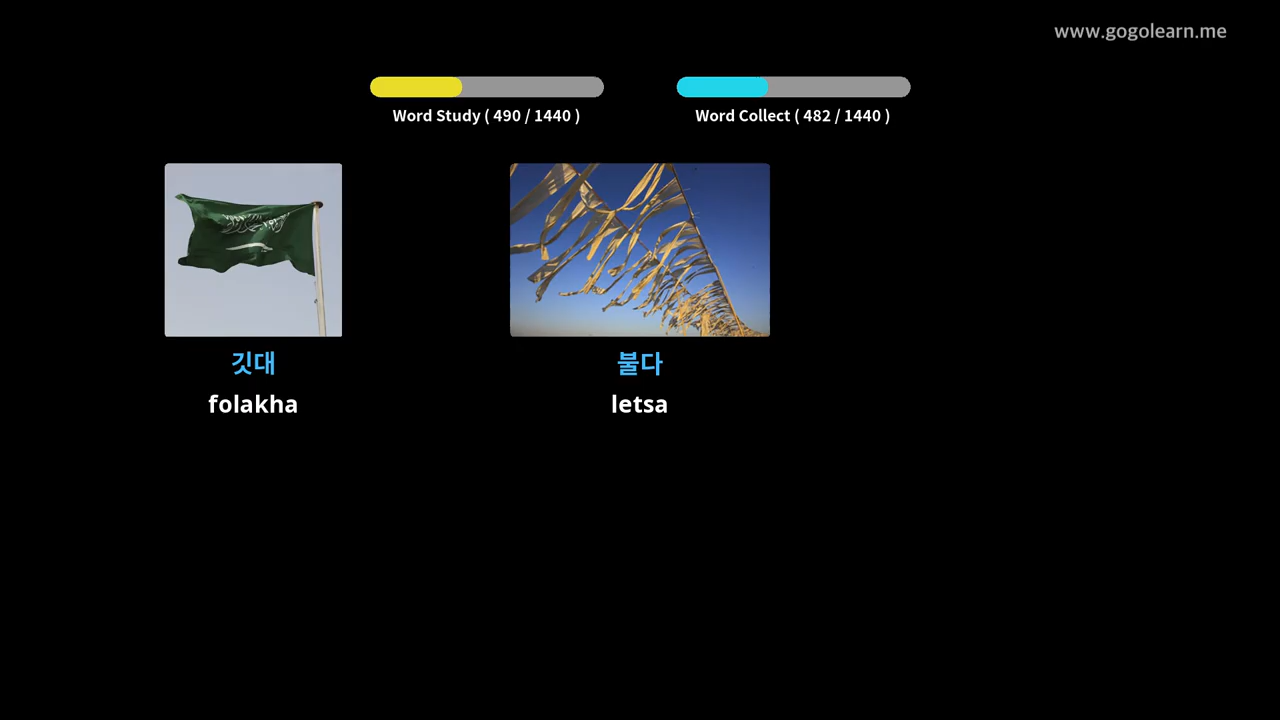 www.gogolearn.me
Word Study ( 490 / 1440 )
Word Collect ( 482 / 1440 )
깃대
folakha
불다
letsa